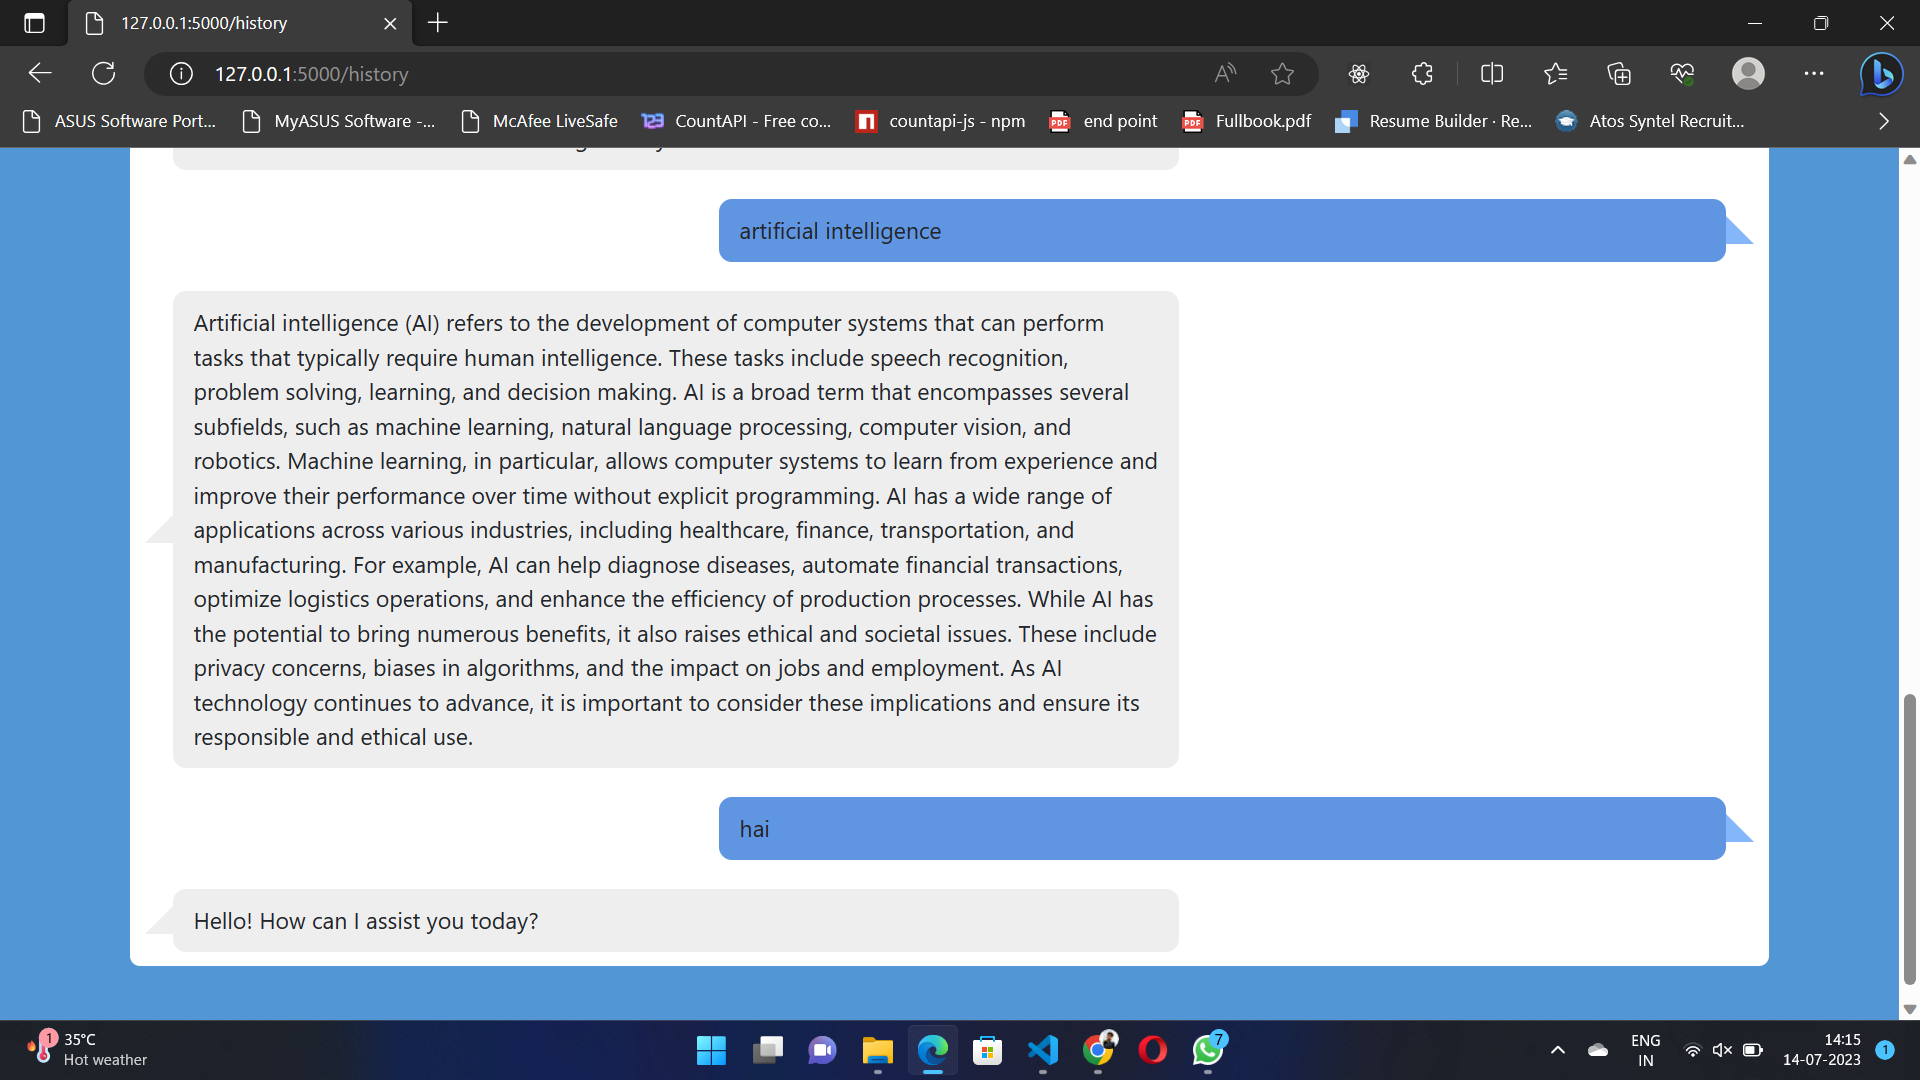 127.0.0.1:5000/history
127.0.0.1:5000/history
ASUS Software Port... MyASUS Software -... McAfee LiveSafe CountAPI - Free co... countapi-js - npm end point Fullbook.pdf Resume Builder · Re... Atos Syntel Recruit...
artificial intelligence
Artificial intelligence (AI) refers to the development of computer systems that can perform
tasks that typically require human intelligence. These tasks include speech recognition,
problem solving, learning, and decision making. AI is a broad term that encompasses several
subfields, such as machine learning, natural language processing, computer vision, and
robotics. Machine learning, in particular, allows computer systems to learn from experience and
improve their performance over time without explicit programming. AI has a wide range of
applications across various industries, including healthcare, finance, transportation, and
manufacturing. For example, AI can help diagnose diseases, automate financial transactions,
optimize logistics operations, and enhance the efficiency of production processes. While AI has
the potential to bring numerous benefits, it also raises ethical and societal issues. These include
privacy concerns, biases in algorithms, and the impact on jobs and employment. As AI
technology continues to advance, it is important to consider these implications and ensure its
responsible and ethical use.
hai
Hello! How can I assist you today?
1 35°C
Hot weather
7
ENG
IN
14:15
14-07-2023
1